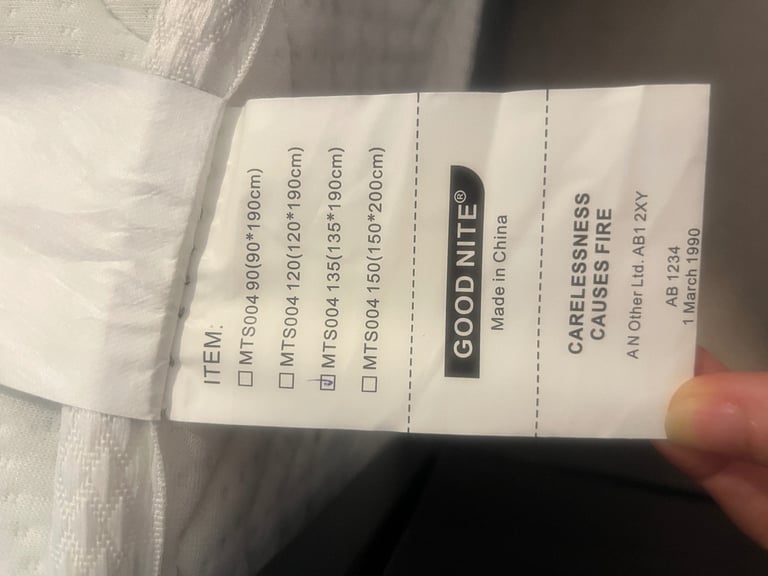 ITEM:
☐ MTS004 90(90*190cm)
☐ MTS004 120(120*190cm)
☑ MTS004 135(135*190cm)
☐ MTS004 150(150*200cm)
GOOD NITE®
Made in China
CARELESSNESS
CAUSES FIRE
A N Other Ltd. AB1 2XY
AB 1234
1 March 1990